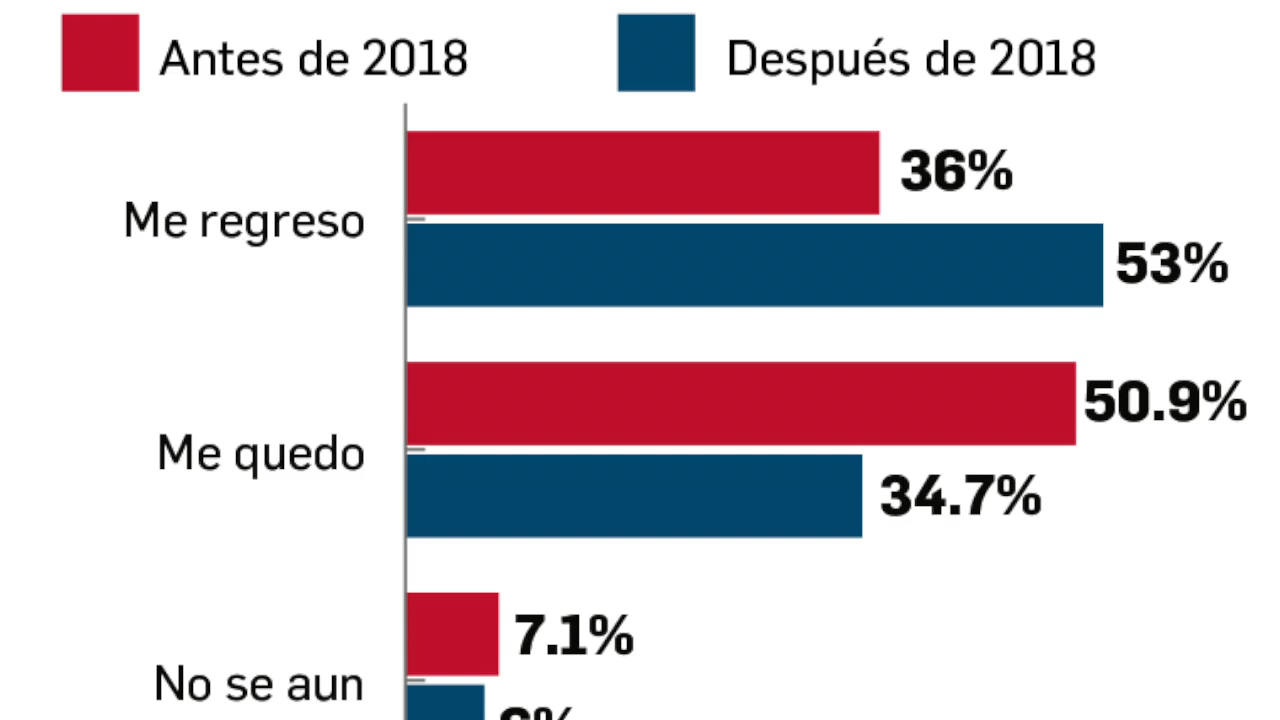 Antes de 2018
Después de 2018
Me regreso
36%
53%
Me quedo
50.9%
34.7%
No se aun
7.1%